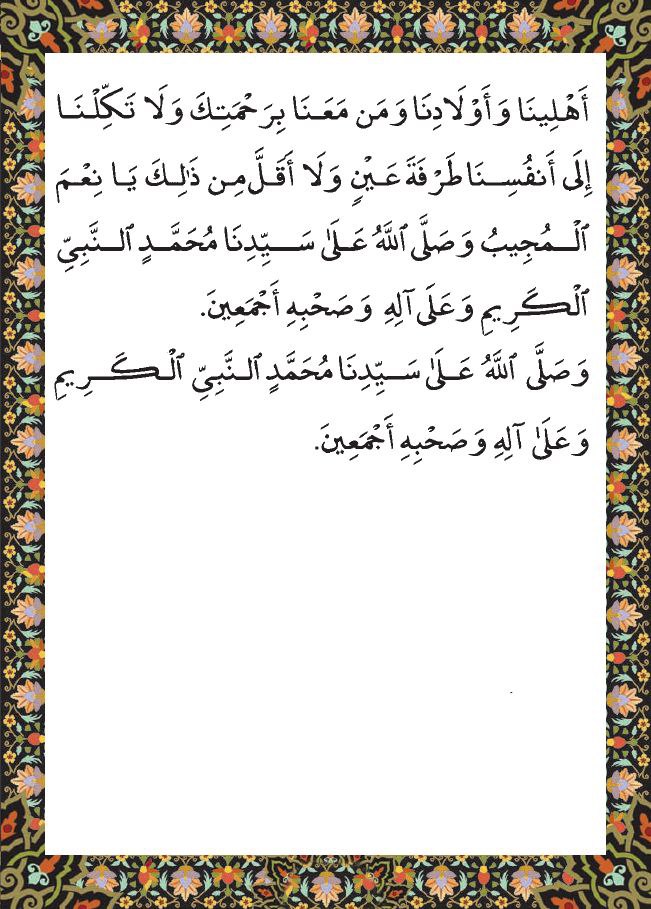 أَهْلِينَا وَأَوْلَادِنَا وَمَن مَعَنَا بِرَحْمَتِكَ وَلَا تَكِّلْنَا
إِلَى أَنفُسِنَا طَرْفَةَ عَيْنٍ وَلَا أَقَلَّ مِن ذَٰلِكَ يَا نِعْمَ
ٱلْمُجِيبُ وَصَلَّى ٱللَّهُ عَلَىٰ سَيِّدِنَا مُحَمَّدٍ ٱلنَّبِيِّ
ٱلْكَرِيمِ وَعَلَى آلِهِ وَصَحْبِهِ أَجْمَعِينَ.
وَصَلَّى ٱللَّهُ عَلَىٰ سَيِّدِنَا مُحَمَّدٍ ٱلنَّبِيِّ ٱلْكَرِيمِ
وَعَلَىٰ آلِهِ وَصَحْبِهِ أَجْمَعِينَ.